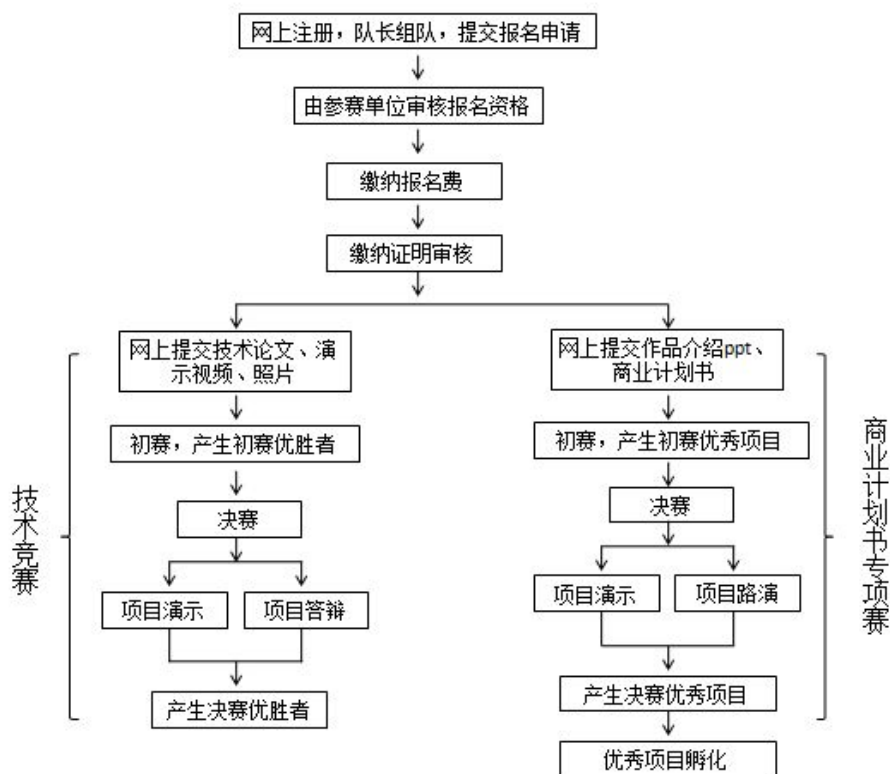 网上注册，队长组队，提交报名申请
由参赛单位审核报名资格
缴纳报名费
缴纳证明审核
技术竞赛
网上提交技术论文、演
示视频、照片
初赛，产生初赛优胜者
决赛
项目演示
项目答辩
产生决赛优胜者
商业计划书专项赛
网上提交作品介绍ppt、
商业计划书
初赛，产生初赛优秀项目
决赛
项目演示
项目路演
产生决赛优秀项目
优秀项目孵化